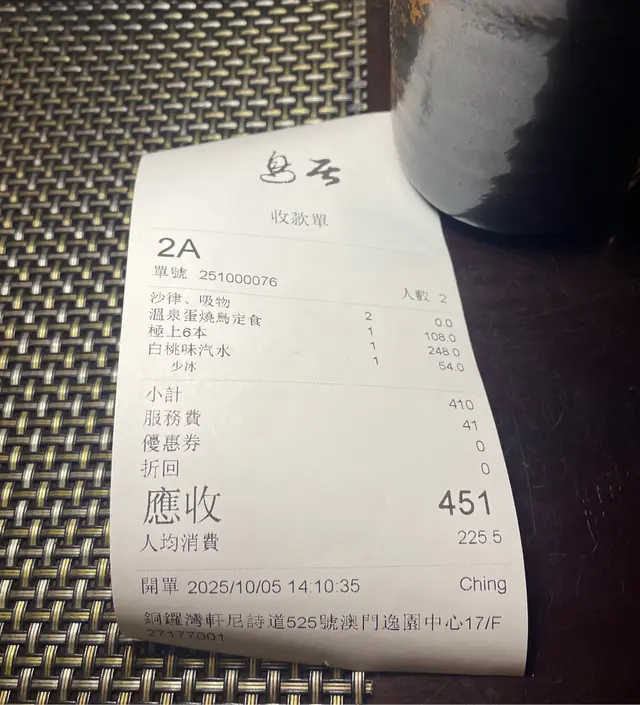 收款單
2A
單號 251000076 人數 2
沙律、吸物 2 0.0
溫泉蛋燒鳥定食 1 108.0
極上6本 1 248.0
白桃味汽水 1 54.0
少冰
小計 410
服務費 41
優惠券 0
折回 0
應收 451
人均消費 225.5
開單 2025/10/05 14:10:35 Ching
銅鑼灣軒尼詩道525號澳門逸園中心17/F
27177001